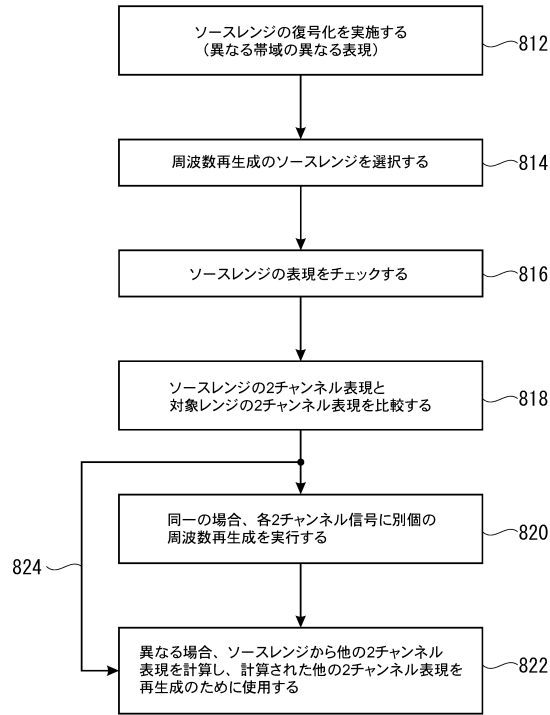 ソースレンジの復号化を実施する
（異なる帯域の異なる表現）
812
周波数再生成のソースレンジを選択する
814
ソースレンジの表現をチェックする
816
ソースレンジの2チャンネル表現と
対象レンジの2チャンネル表現を比較する
818
同一の場合、各2チャンネル信号に別個の
周波数再生成を実行する
820
824
異なる場合、ソースレンジから他の2チャンネル
表現を計算し、計算された他の2チャンネル表現を
再生成のために使用する
822